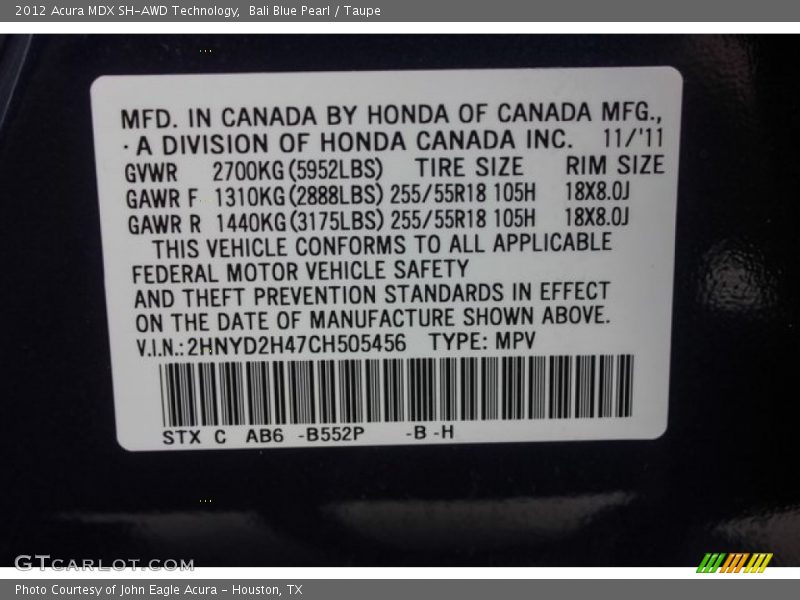 2012 Acura MDX SH-AWD Technology,  Bali Blue Pearl / Taupe
MFD. IN CANADA BY HONDA OF CANADA MFG.,
· A DIVISION OF HONDA CANADA INC.  11/'11
GVWR  2700KG(5952LBS)  TIRE SIZE  RIM SIZE
GAWR F  1310KG(2888LBS) 255/55R18 105H  18X8.0J
GAWR R  1440KG(3175LBS) 255/55R18 105H  18X8.0J
THIS VEHICLE CONFORMS TO ALL APPLICABLE
FEDERAL MOTOR VEHICLE SAFETY
AND THEFT PREVENTION STANDARDS IN EFFECT
ON THE DATE OF MANUFACTURE SHOWN ABOVE.
V.I.N.: 2HNYD2H47CH505456  TYPE: MPV
STX  C  AB6  -B552P  -B -H
GTCARLOT.COM
Photo Courtesy of John Eagle Acura - Houston, TX